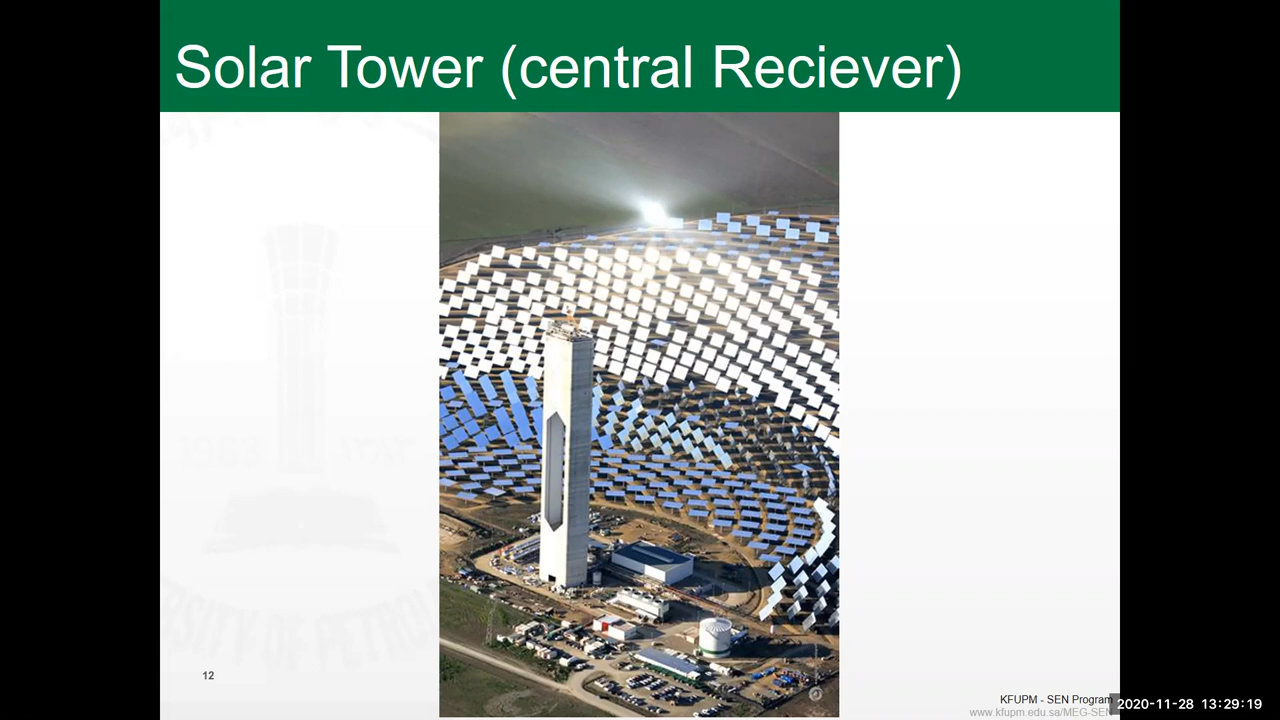 Solar Tower (central Reciever)
12
KFUPM - SEN Program
www.kfupm.edu.sa/MEG-SEN
2020-11-28 13:29:19